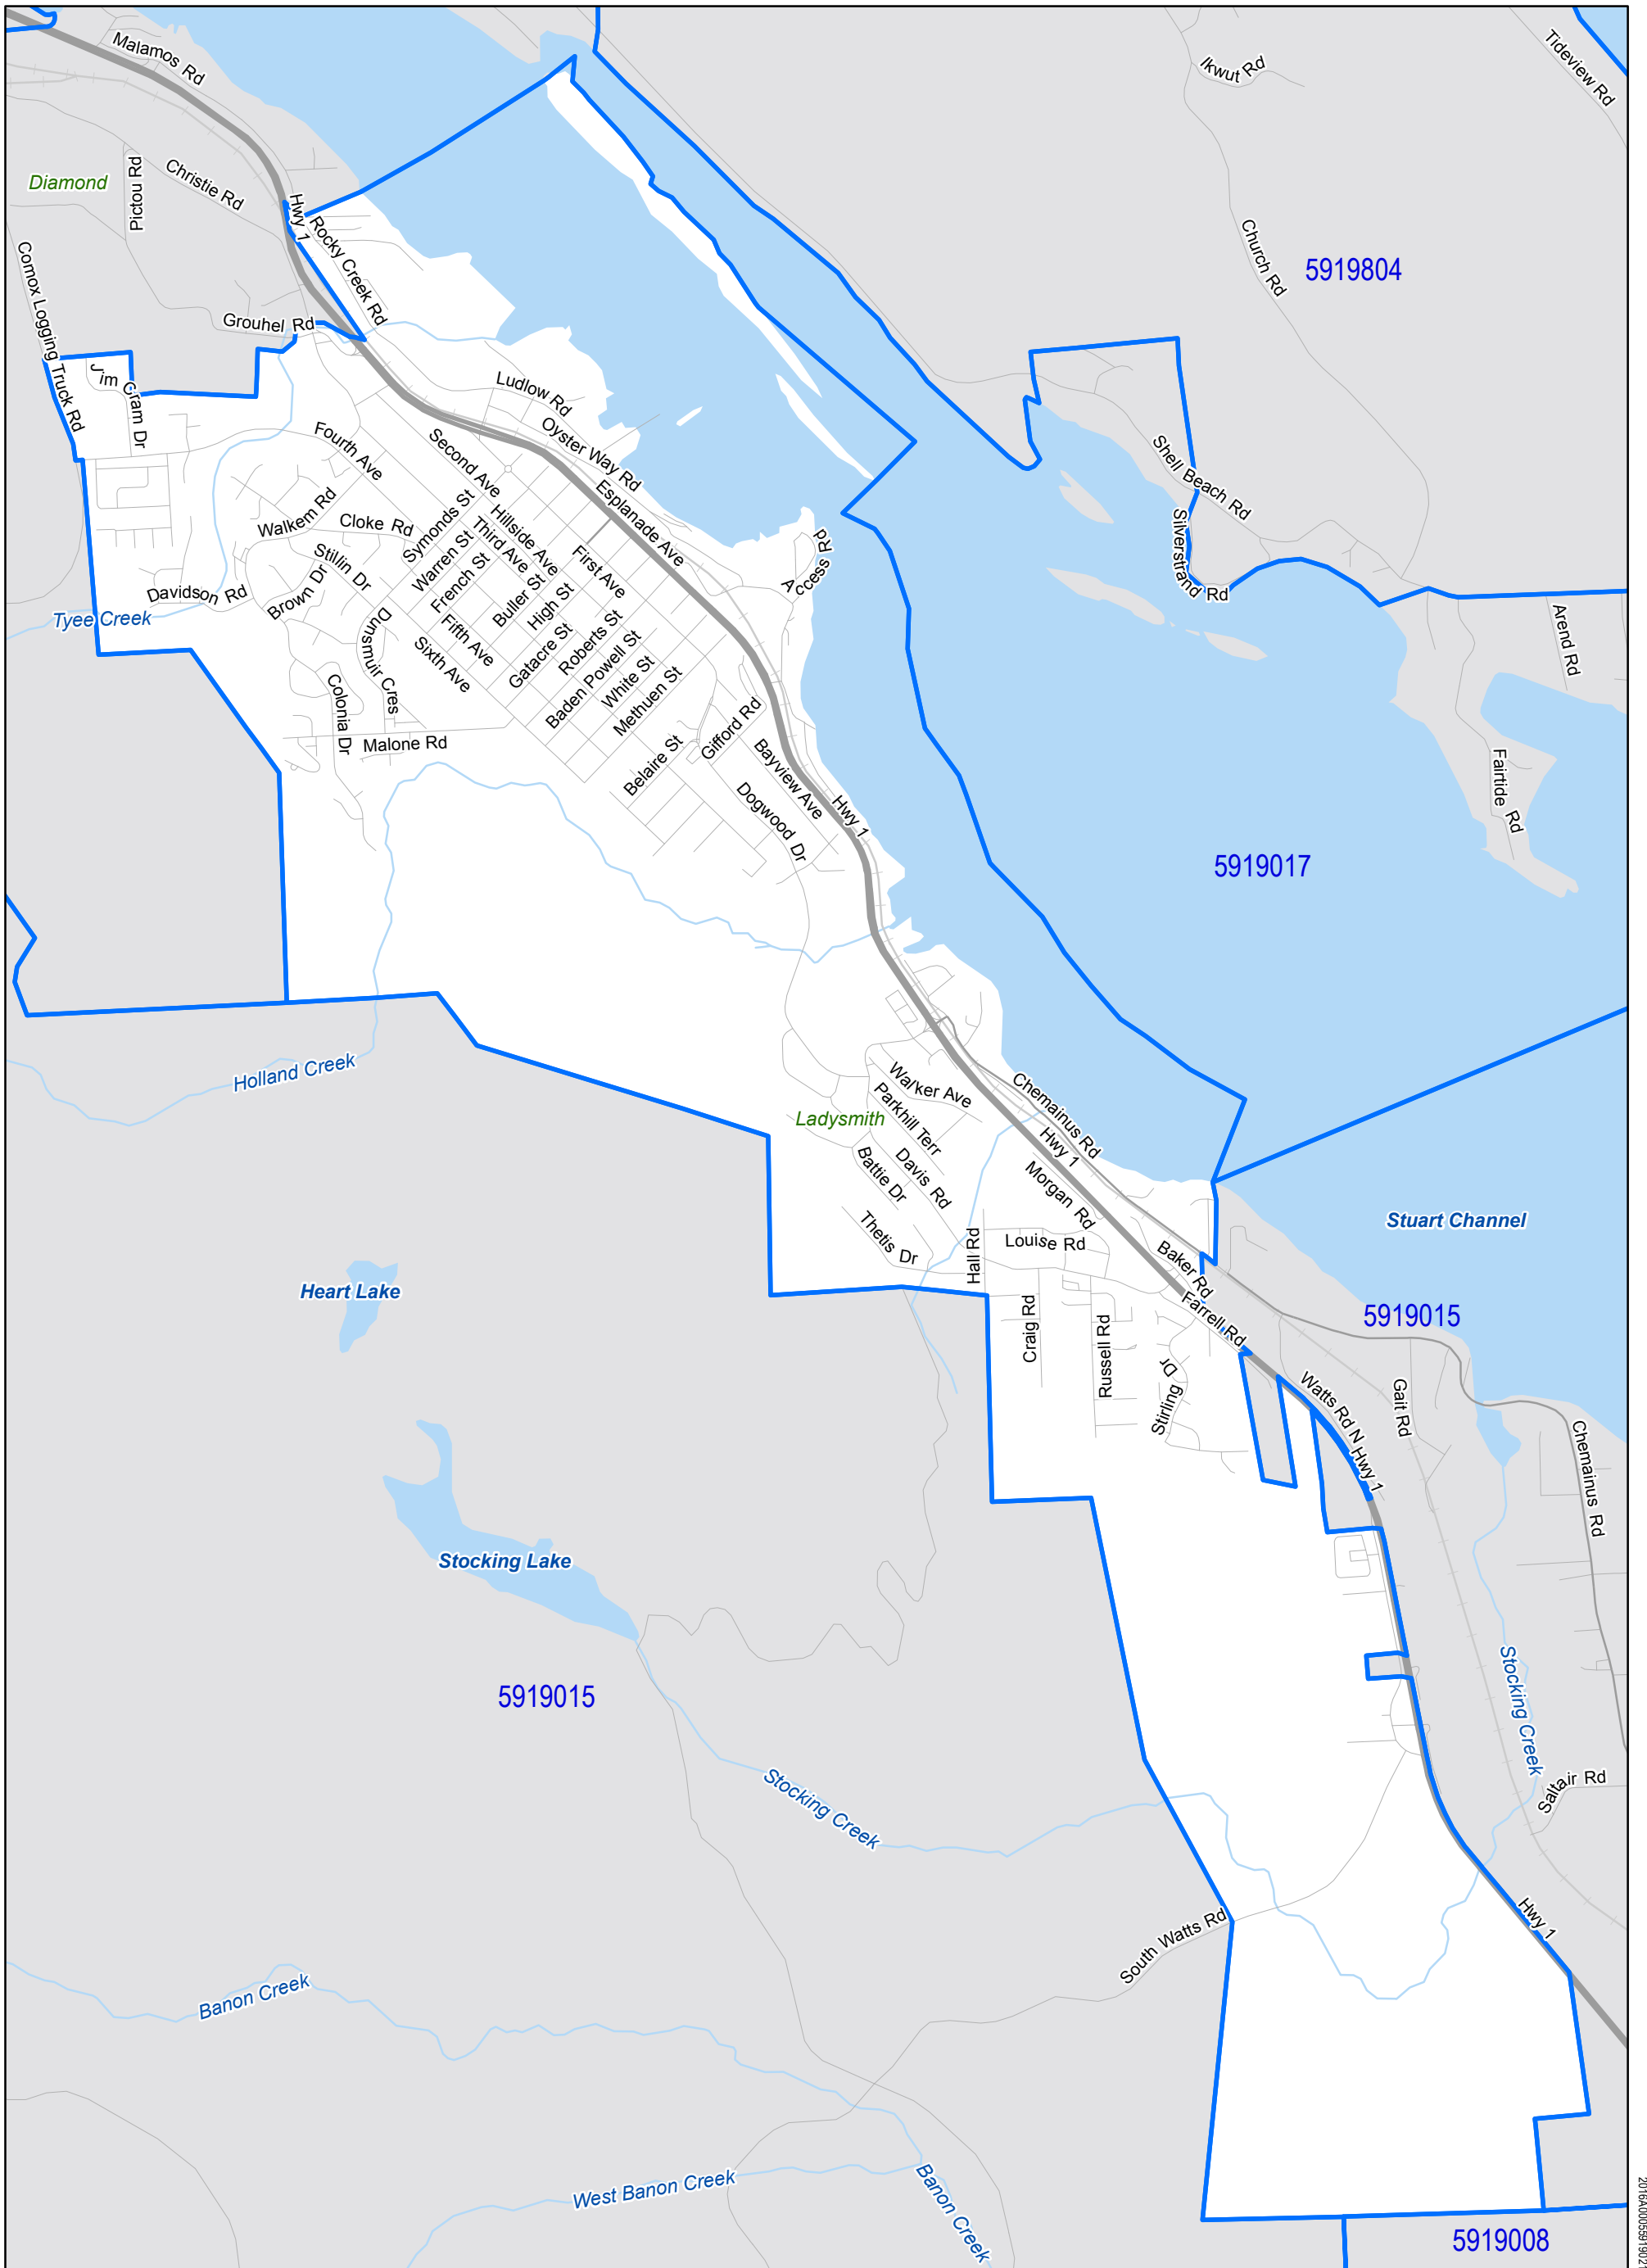 Malamos Rd
Ikwut Rd
Tideview Rd
Diamond
Pictou Rd
Christie Rd
Hwy 1
Rocky Creek Rd
Church Rd
5919804
Comox Logging Truck Rd
Grouhel Rd
Jim Cram Dr
Ludlow Rd
Oyster Way Rd
Fourth Ave
Second Ave
Esplanade Ave
Shell Beach Rd
Walkem Rd
Cloke Rd
Symonds St
Hillside Ave
Third Ave
First Ave
Warren St
French St
Stillin Dr
Buller St
High St
Access Rd
Silverstrand Rd
Davidson Rd
Brown Dr
Tyee Creek
Dunsmuir Cres
Fifth Ave
Sixth Ave
Gatacre St
Roberts St
Baden Powell St
White St
Methuen St
Arend Rd
Colonia Dr
Malone Rd
Belaire St
Gifford Rd
Bayview Ave
Dogwood Dr
Hwy 1
Fairtide Rd
5919017
Holland Creek
Walker Ave
Chemainus Rd
Parkhill Terr
Ladysmith
Hwy 1
Davis Rd
Battie Dr
Morgan Rd
Thetis Dr
Hall Rd
Louise Rd
Baker Rd
Stuart Channel
Heart Lake
Farrell Rd
5919015
Craig Rd
Russell Rd
Stirling Dr
Watts Rd N
Hwy 1
Gait Rd
Chemainus Rd
Stocking Lake
5919015
Stocking Creek
Stocking Creek
Saltair Rd
South Watts Rd
Hwy 1
Banon Creek
West Banon Creek
Banon Creek
5919008
2016A00055919021